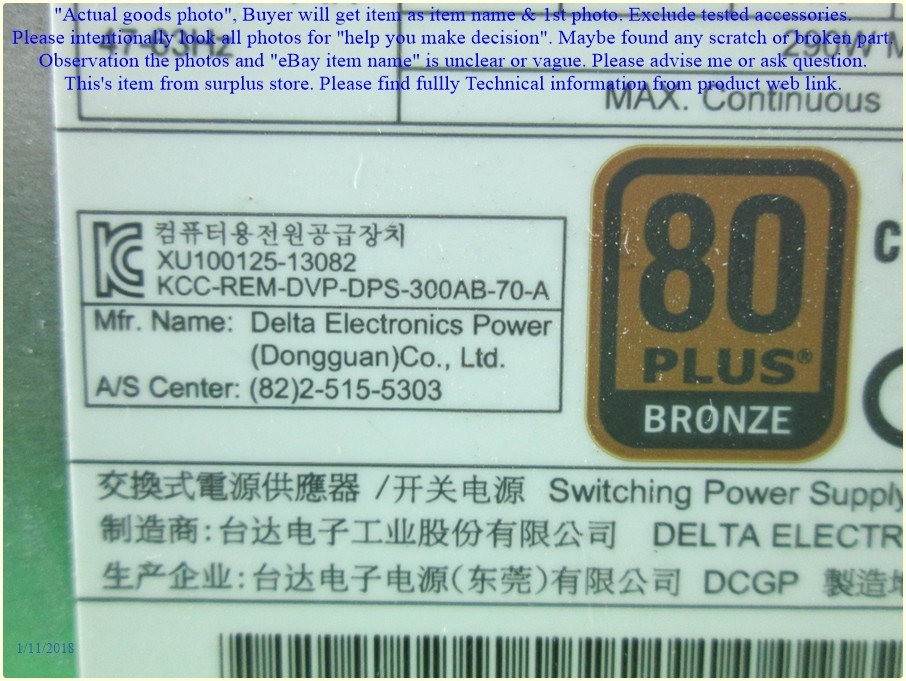 "Actual goods photo", Buyer will get item as item name & 1st photo. Exclude tested accessories.
Please intentionally look all photos for "help you make decision". Maybe found any scratch or broken part.
Observation the photos and "eBay item name" is unclear or vague. Please advise me or ask question.
This's item from surplus store. Please find fullly Technical information from product web link.
47-63Hz
290W
MAX. Continuous
컴퓨터용전원공급장치
XU100125-13082
KCC-REM-DVP-DPS-300AB-70-A
Mfr. Name: Delta Electronics Power
(Dongguan)Co., Ltd.
A/S Center: (82)2-515-5303
80
PLUS®
BRONZE
交換式電源供應器 /开关电源 Switching Power Supply
制造商:台达电子工业股份有限公司 DELTA ELECTR
生产企业:台达电子电源(东莞)有限公司 DCGP 製造
1/11/2018